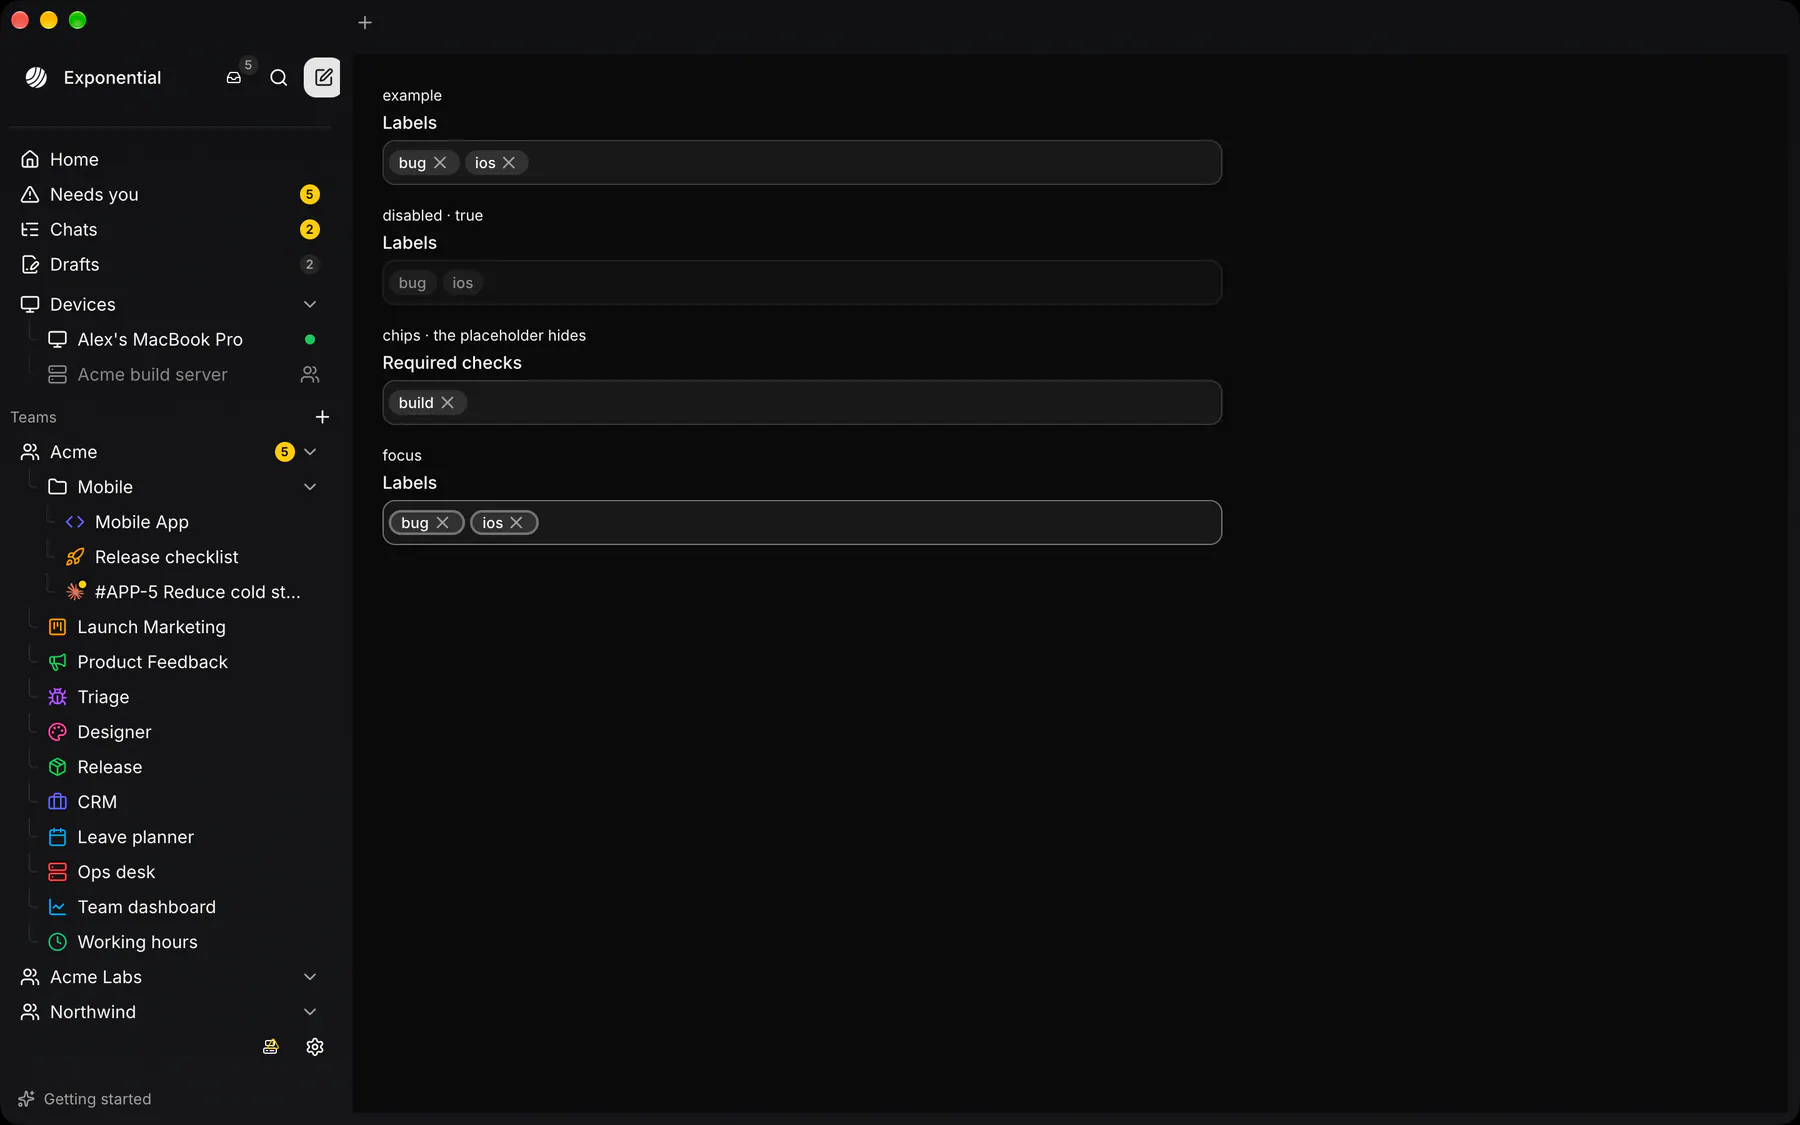 Exponential
5
Home
Needs you
5
Chats
2
Drafts
2
Devices
Alex's MacBook Pro
Acme build server
Teams
Acme
5
Mobile
Mobile App
Release checklist
#APP-5 Reduce cold st...
Launch Marketing
Product Feedback
Triage
Designer
Release
CRM
Leave planner
Ops desk
Team dashboard
Working hours
Acme Labs
Northwind
Getting started
example
Labels
bug ios
disabled · true
Labels
bug ios
chips · the placeholder hides
Required checks
build
focus
Labels
bug ios